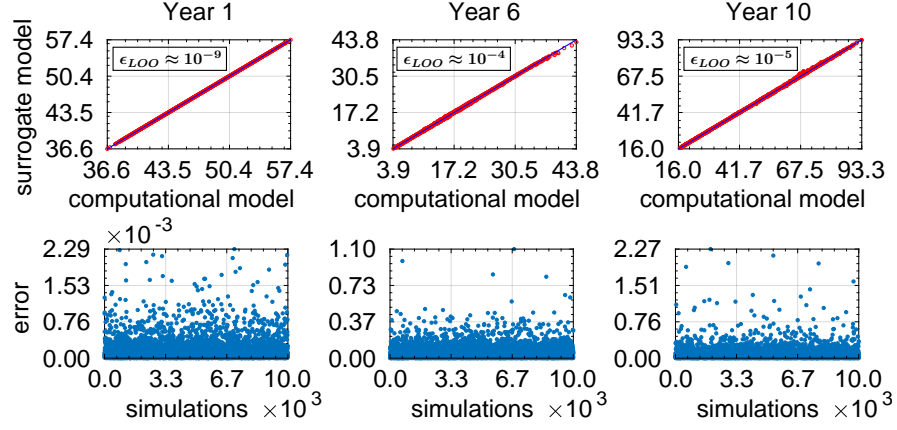 Year 1 Year 6 Year 10
surrogate model
57.4
50.4
43.5
36.6
ϵLOO ≈ 10−9
36.6 43.5 50.4 57.4
computational model
43.8
30.5
17.2
3.9
ϵLOO ≈ 10−4
3.9 17.2 30.5 43.8
computational model
93.3
67.5
41.7
16.0
ϵLOO ≈ 10−5
16.0 41.7 67.5 93.3
computational model
×10−3
error
2.29
1.53
0.76
0.00
0.0 3.3 6.7 10.0
simulations ×103
1.10
0.73
0.37
0.00
0.0 3.3 6.7 10.0
simulations ×103
2.27
1.51
0.76
0.00
0.0 3.3 6.7 10.0
simulations ×103